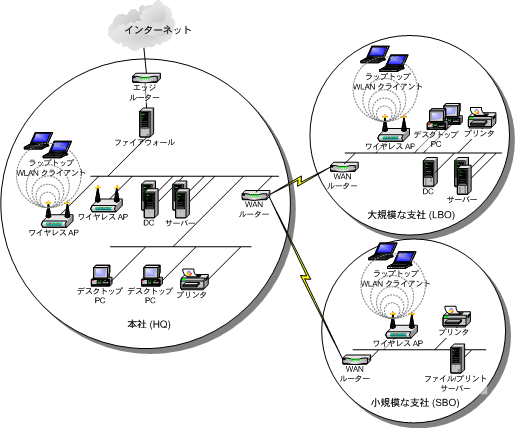 インターネット
エッジ
ルーター
ファイアウォール
ラップトップ
WLAN クライアント
ワイヤレス AP
ワイヤレス AP
DC
サーバー
WAN
ルーター
デスクトップ
PC
デスクトップ
PC
プリンタ
本社 (HQ)
ラップトップ
WLAN クライアント
ワイヤレス AP
デスクトップ
PC
プリンタ
WAN
ルーター
DC
サーバー
大規模な支社 (LBO)
ラップトップ
WLAN クライアント
ワイヤレス AP
プリンタ
WAN
ルーター
ファイル/プリント
サーバー
小規模な支社 (SBO)